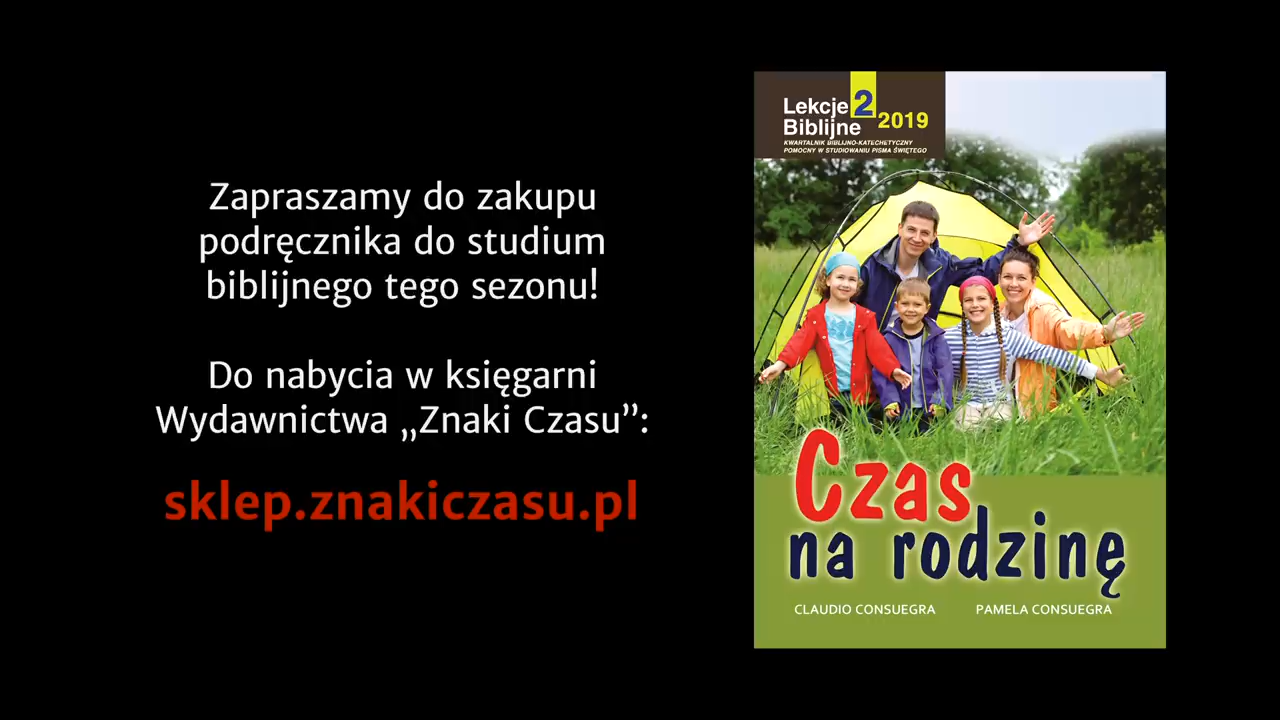 Zapraszamy do zakupu
podręcznika do studium
biblijnego tego sezonu!
Do nabycia w księgarni
Wydawnictwa „Znaki Czasu”:
sklep.znakiczasu.pl
Lekcje 2 2019
Biblijne
KWARTALNIK BIBLIJNO-KATECHETYCZNY
POMOCNY W STUDIOWANIU PISMA ŚWIĘTEGO
Czas
na rodzinę
CLAUDIO CONSUEGRA PAMELA CONSUEGRA